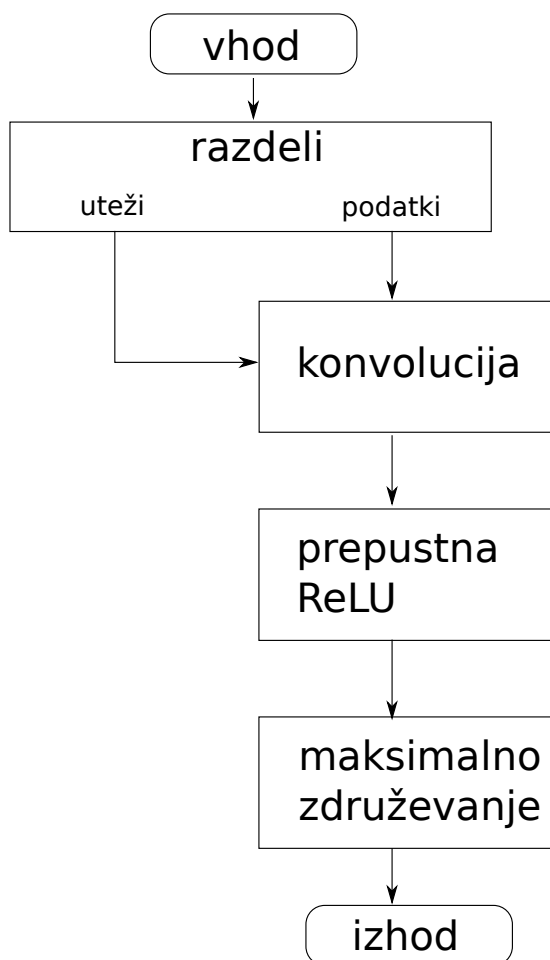 vhod
razdeli
uteži
podatki
konvolucija
prepustna
ReLU
maksimalno
združevanje
izhod